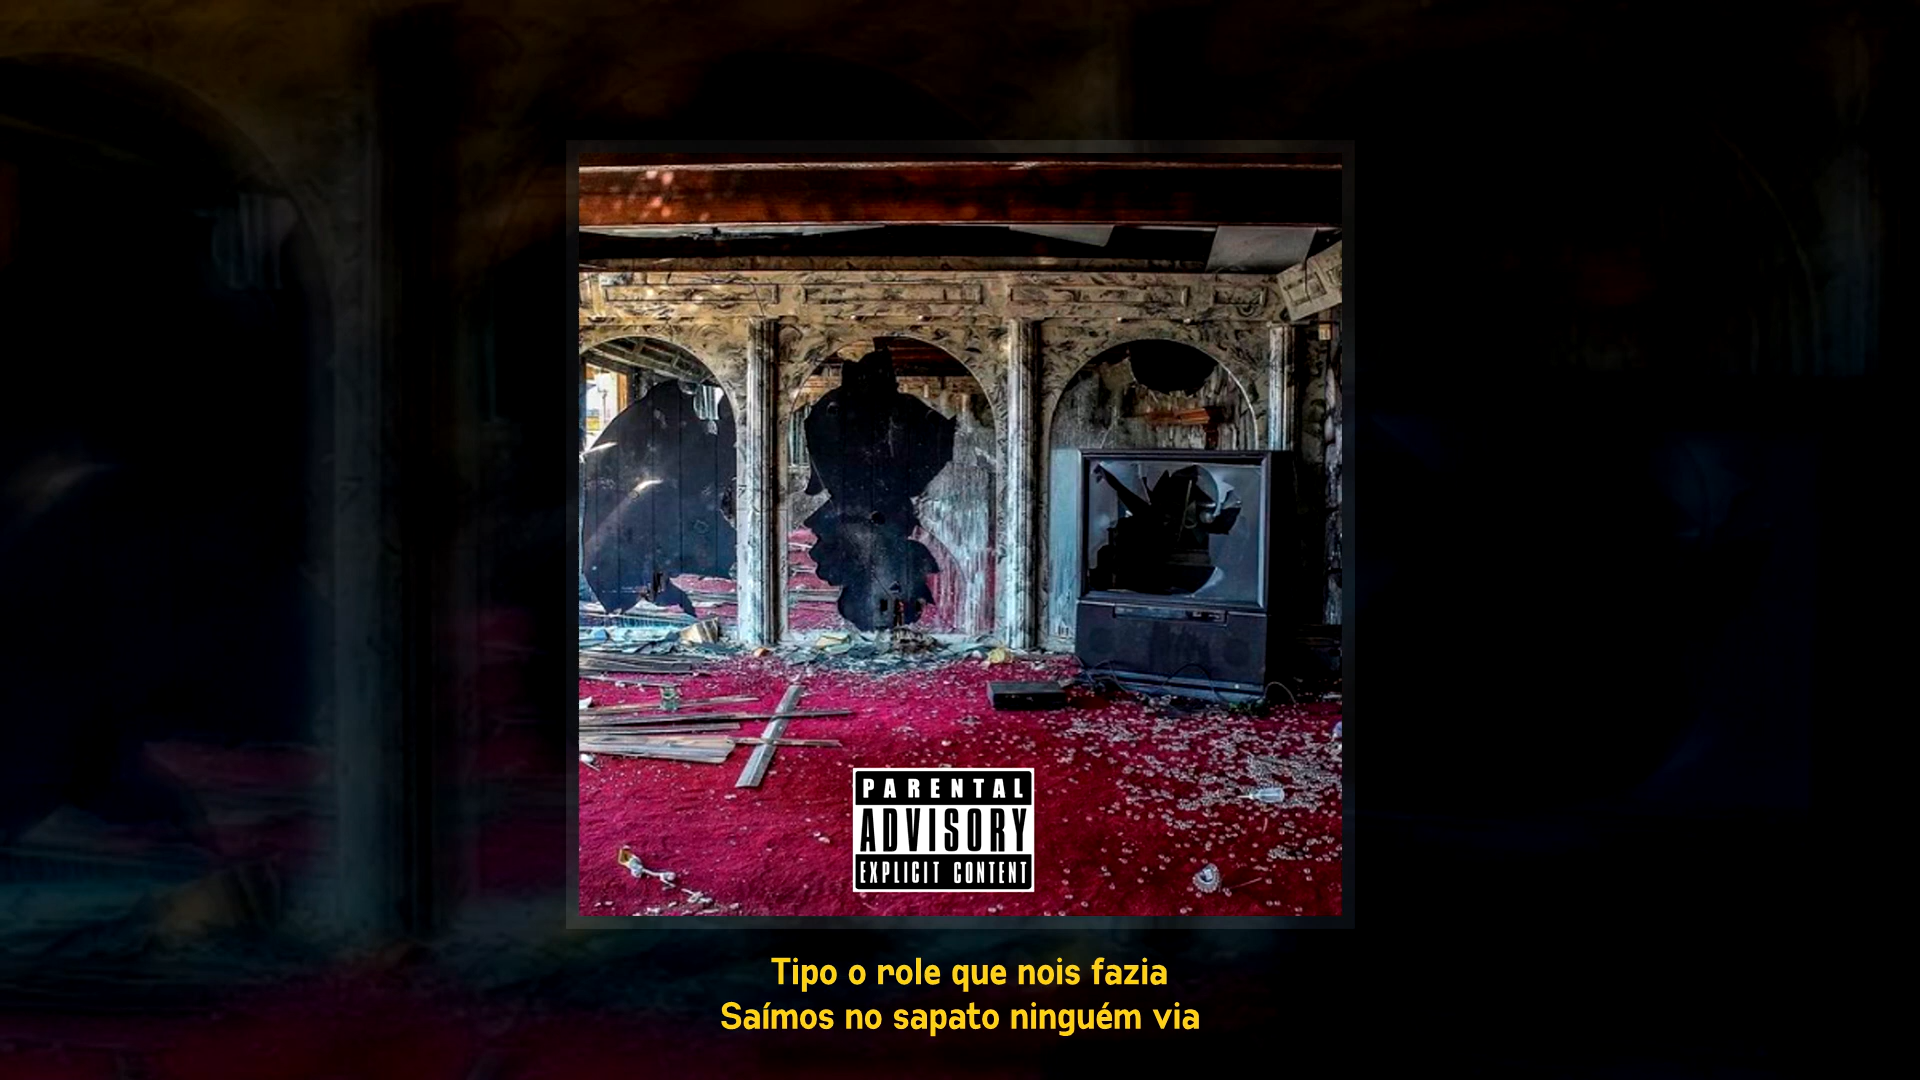 PARENTAL
ADVISORY
EXPLICIT CONTENT
Tipo o role que nois fazia
Saímos no sapato ninguém via